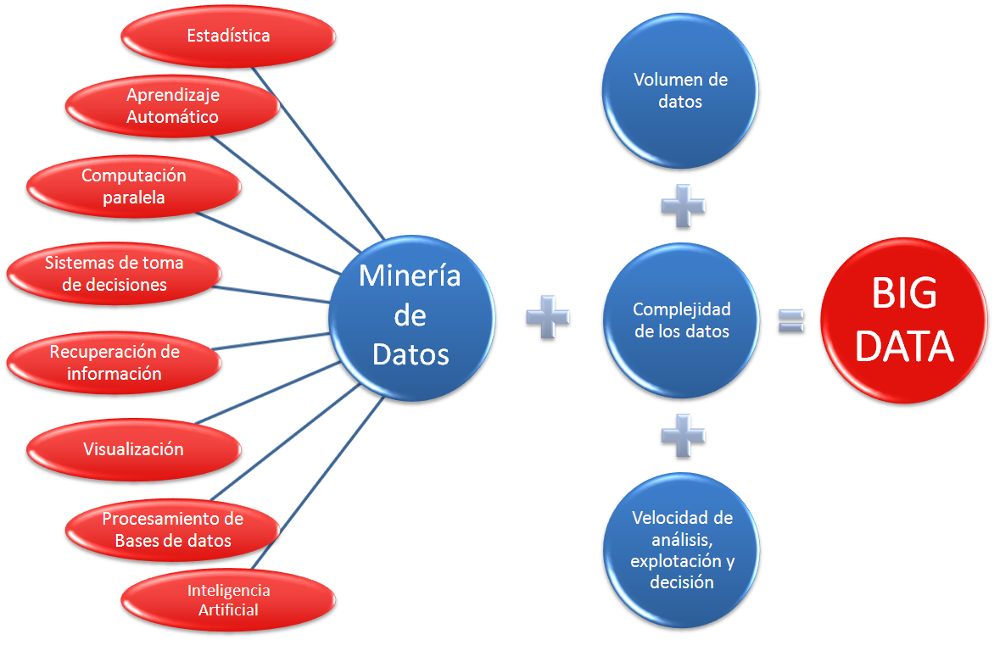 Estadística
Aprendizaje
Automático
Computación
paralela
Sistemas de toma
de decisiones
Recuperación de
información
Visualización
Procesamiento de
Bases de datos
Inteligencia
Artificial
Minería
de
Datos
Volumen de
datos
Complejidad
de los datos
Velocidad de
análisis,
explotación y
decisión
BIG
DATA